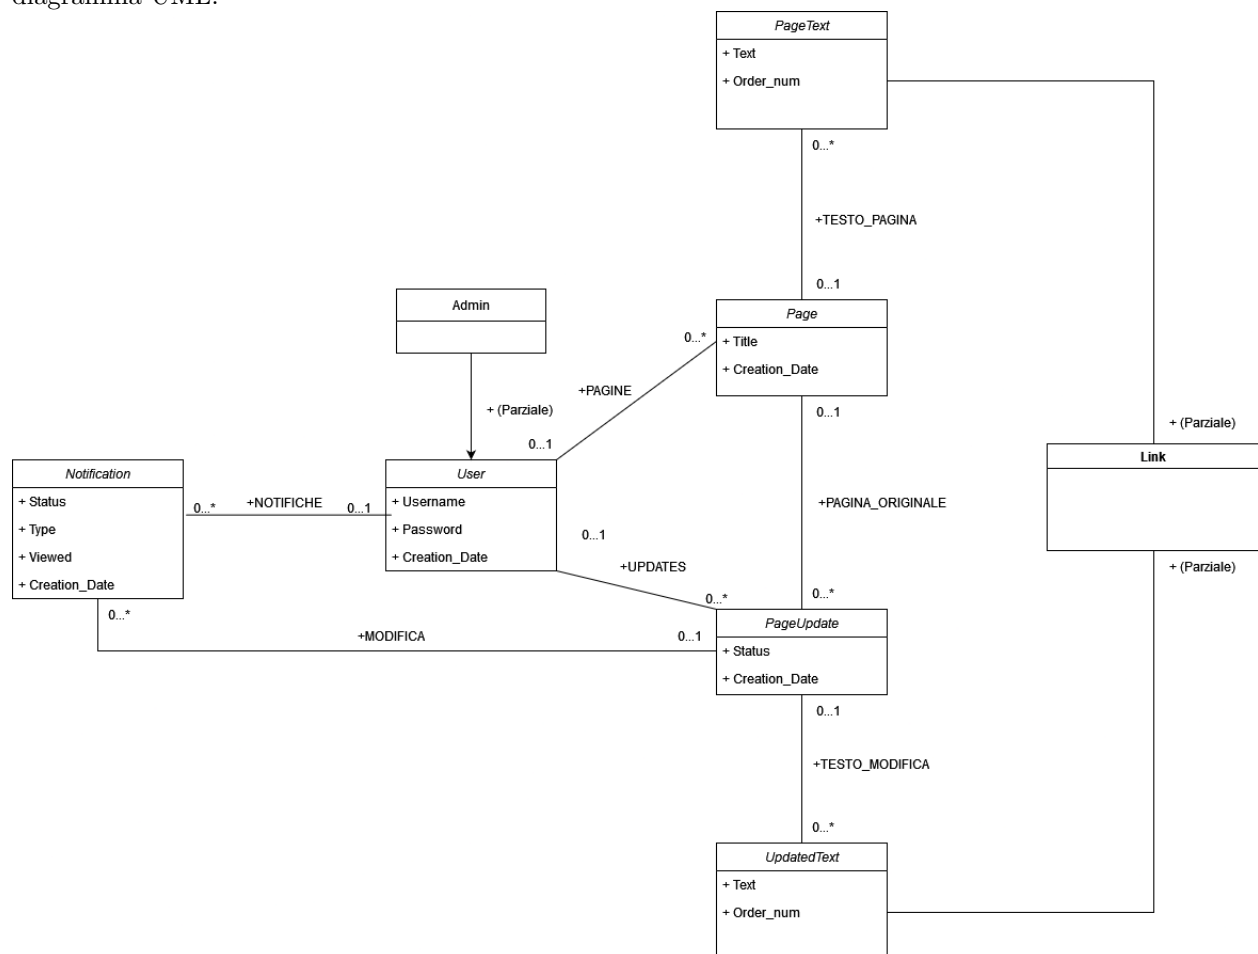 diagramma UML.
PageText
+ Text
+ Order_num
0...*
+TESTO_PAGINA
0...1
Admin
Page
0...*
+ Title
+ Creation_Date
+PAGINE
+ (Parziale)
0...1
0...1
+ (Parziale)
Link
Notification
User
+ Status
+ Username
0...*
+NOTIFICHE
0...1
+PAGINA_ORIGINALE
+ Type
+ Password
+ Viewed
+ Creation_Date
0...1
+ (Parziale)
+UPDATES
+ Creation_Date
0...*
0...*
0...*
PageUpdate
+MODIFICA
0...1
+ Status
+ Creation_Date
0...1
+TESTO_MODIFICA
0...*
UpdatedText
+ Text
+ Order_num